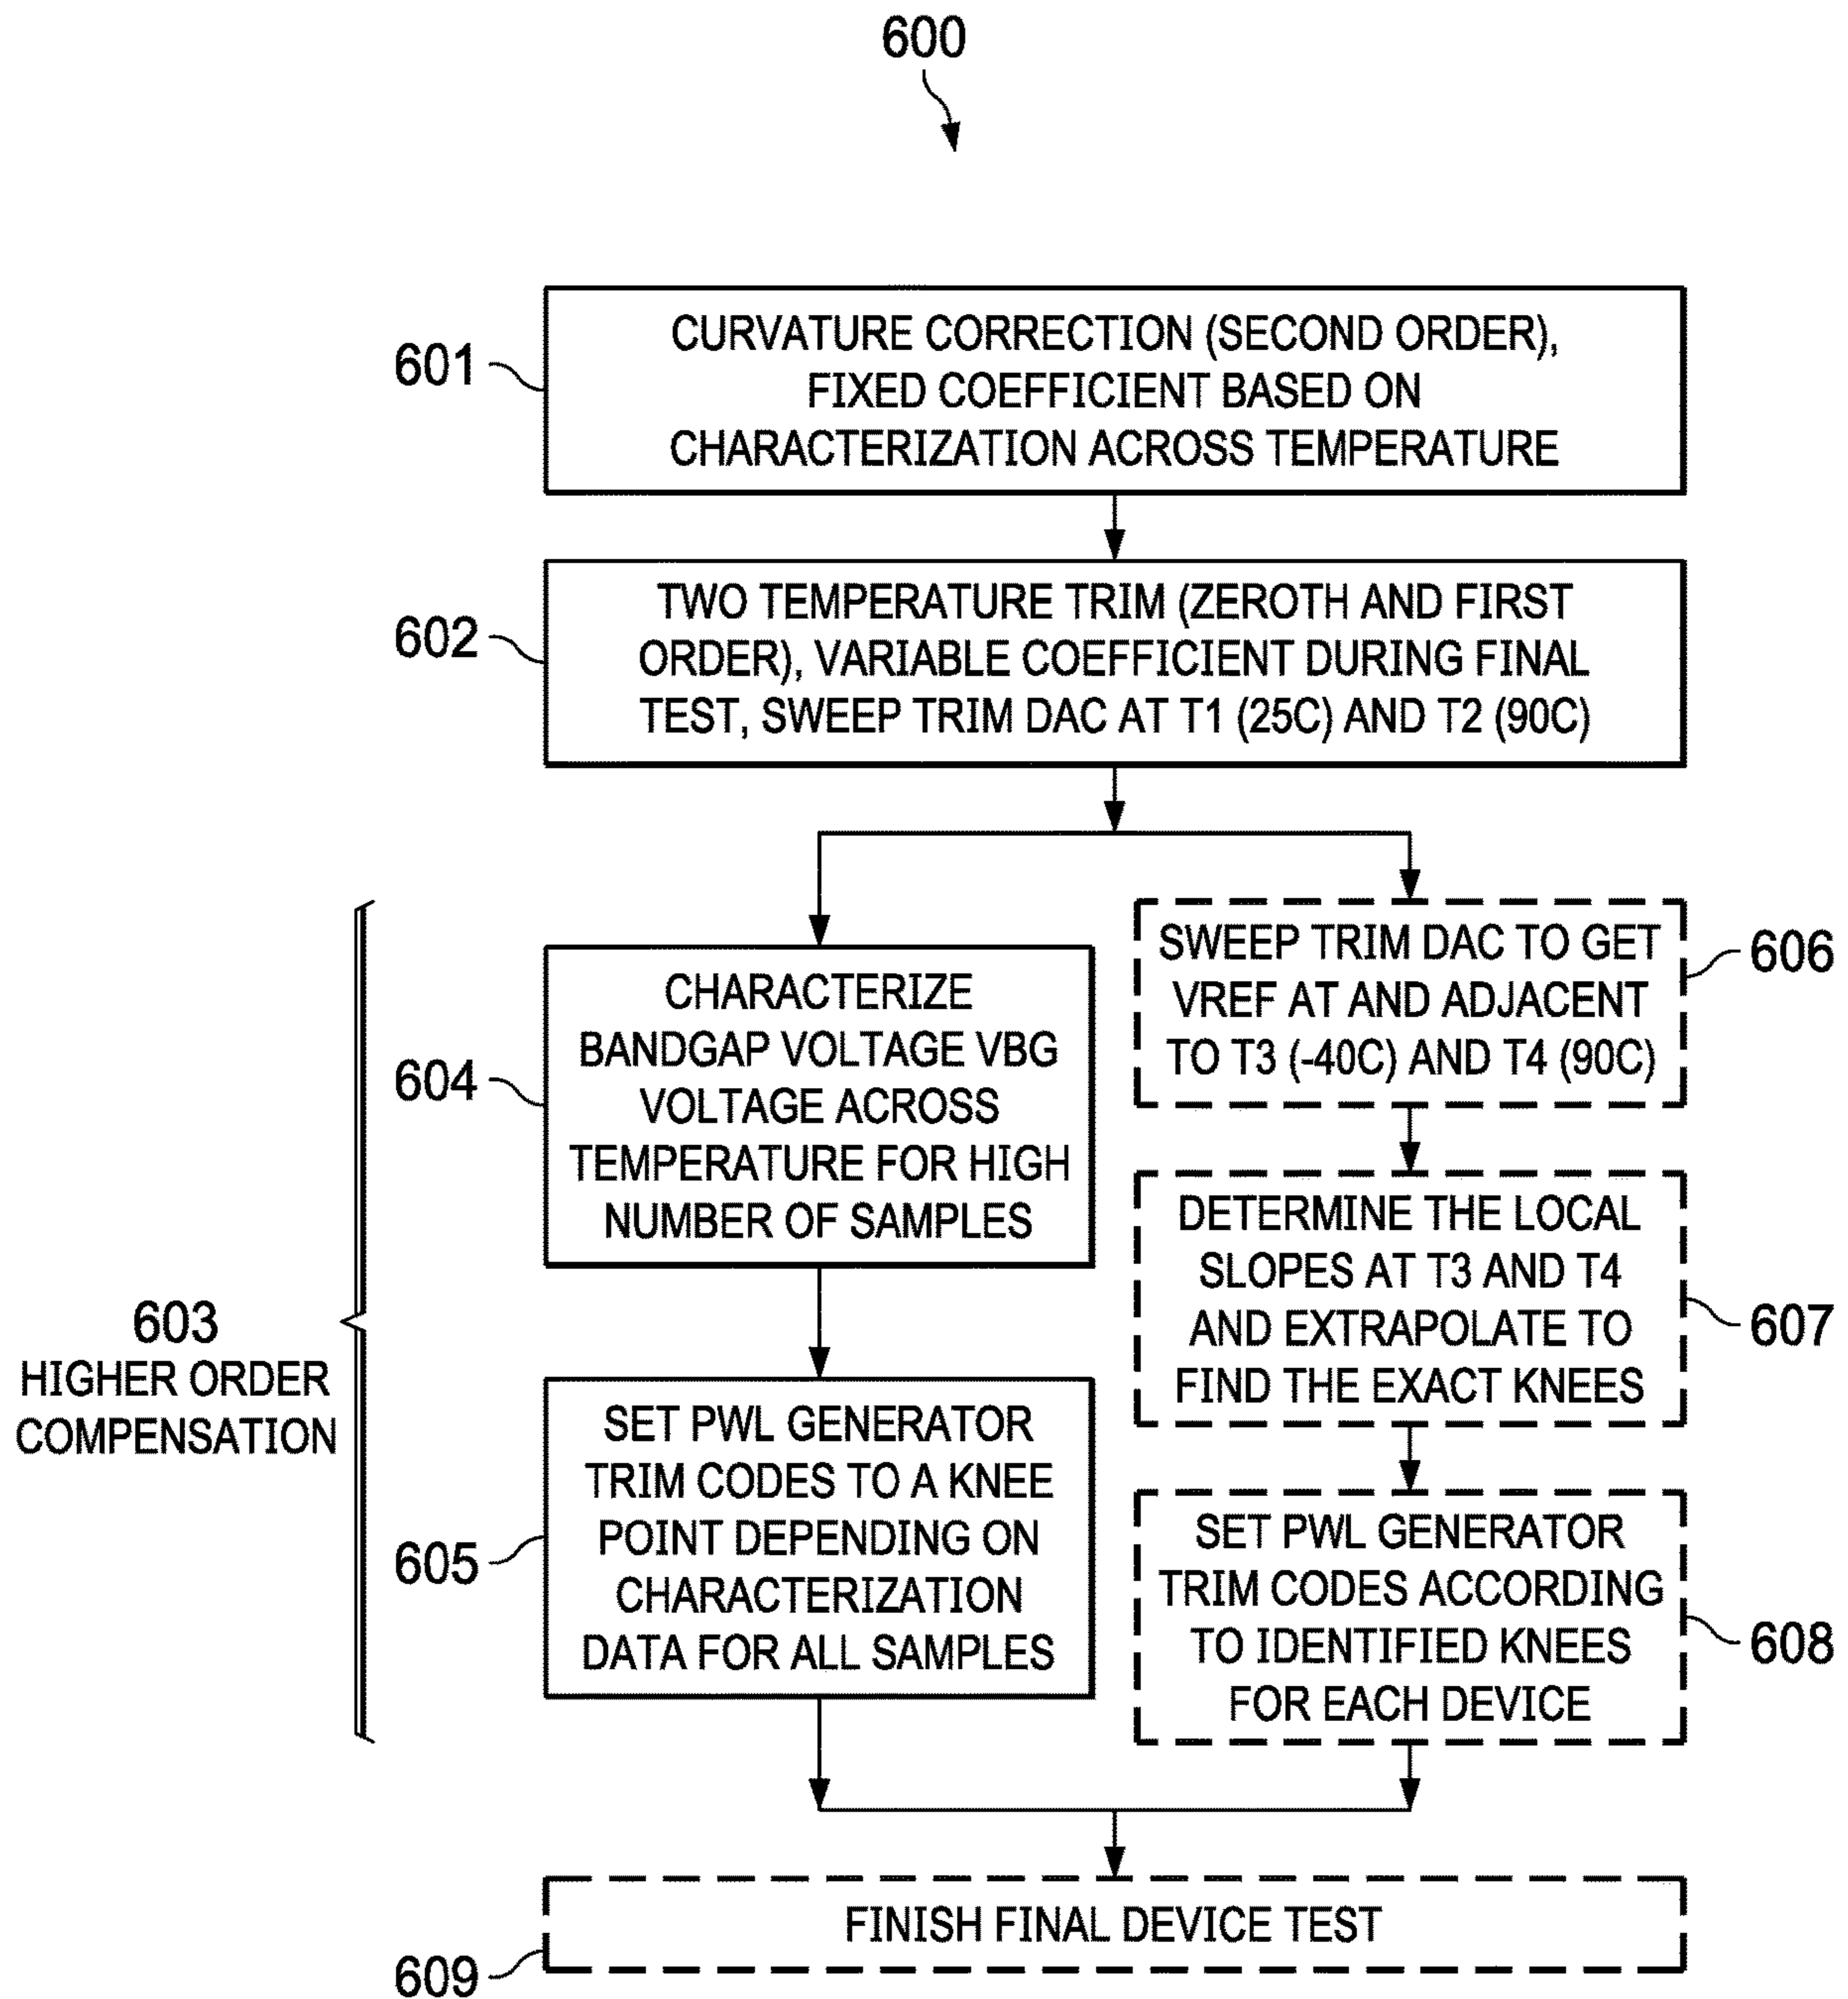 600
601
CURVATURE CORRECTION (SECOND ORDER),
FIXED COEFFICIENT BASED ON
CHARACTERIZATION ACROSS TEMPERATURE
602
TWO TEMPERATURE TRIM (ZEROTH AND FIRST
ORDER), VARIABLE COEFFICIENT DURING FINAL
TEST, SWEEP TRIM DAC AT T1 (25C) AND T2 (90C)
603
HIGHER ORDER
COMPENSATION
604
CHARACTERIZE
BANDGAP VOLTAGE VBG
VOLTAGE ACROSS
TEMPERATURE FOR HIGH
NUMBER OF SAMPLES
605
SET PWL GENERATOR
TRIM CODES TO A KNEE
POINT DEPENDING ON
CHARACTERIZATION
DATA FOR ALL SAMPLES
SWEEP TRIM DAC TO GET
VREF AT AND ADJACENT
TO T3 (-40C) AND T4 (90C)
606
DETERMINE THE LOCAL
SLOPES AT T3 AND T4
AND EXTRAPOLATE TO
FIND THE EXACT KNEES
607
SET PWL GENERATOR
TRIM CODES ACCORDING
TO IDENTIFIED KNEES
FOR EACH DEVICE
608
FINISH FINAL DEVICE TEST
609